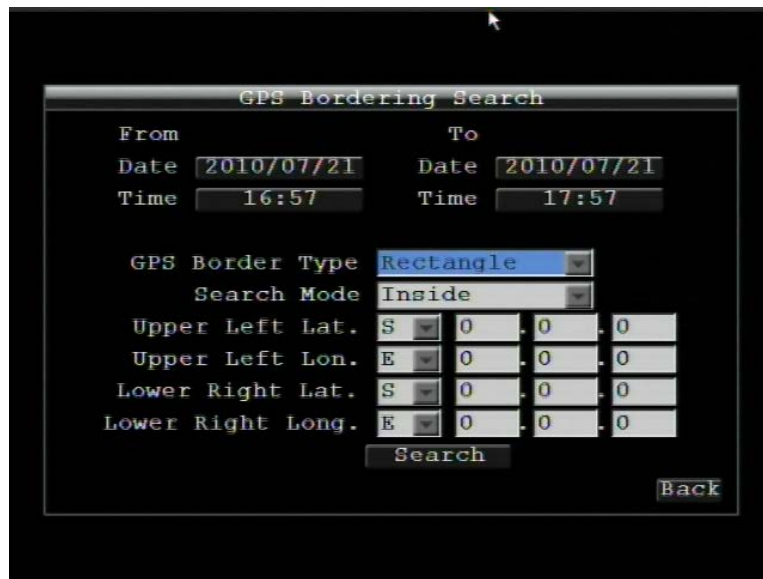 GPS Bordering Search
From To
Date 2010/07/21 Date 2010/07/21
Time 16:57 Time 17:57
GPS Border Type Rectangle
Search Mode Inside
Upper Left Lat. S 0 . 0 . 0
Upper Left Lon. E 0 . 0 . 0
Lower Right Lat. S 0 . 0 . 0
Lower Right Long. E 0 . 0 . 0
Search
Back